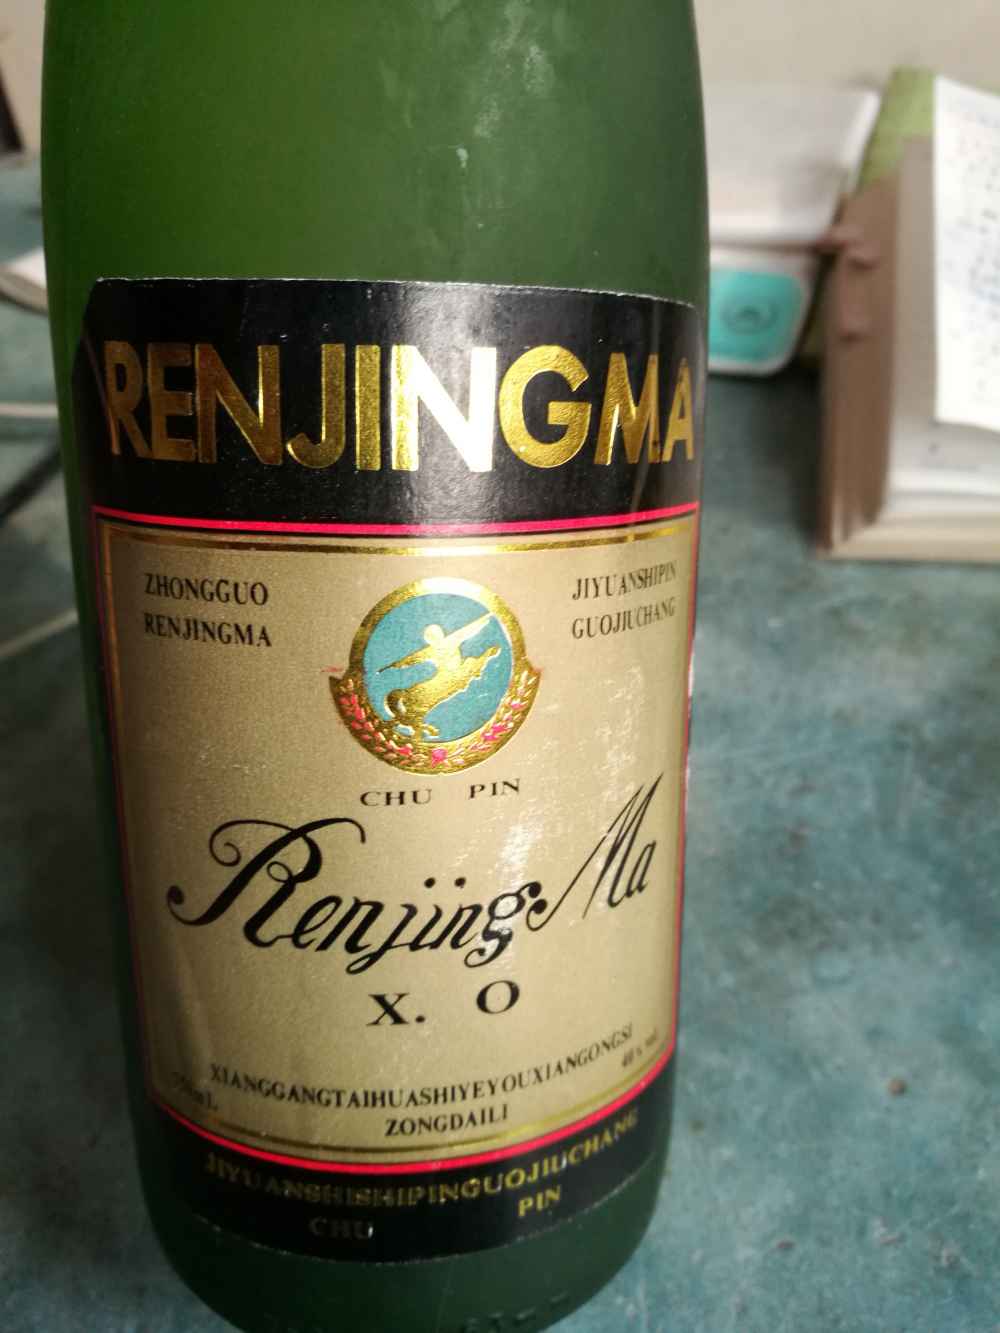 RENJINGMA
ZHONGGUO
RENJINGMA
JIYUANSHIPIN
GUOJIUCHANG
CHU PIN
Renjing Ma
X. O
XIANGGANGTAIHUASHIYEYOUXIANGONGSI
ZONGDAILI
JIYUANSHISHIPINGUOJIUCHANG
CHU PIN